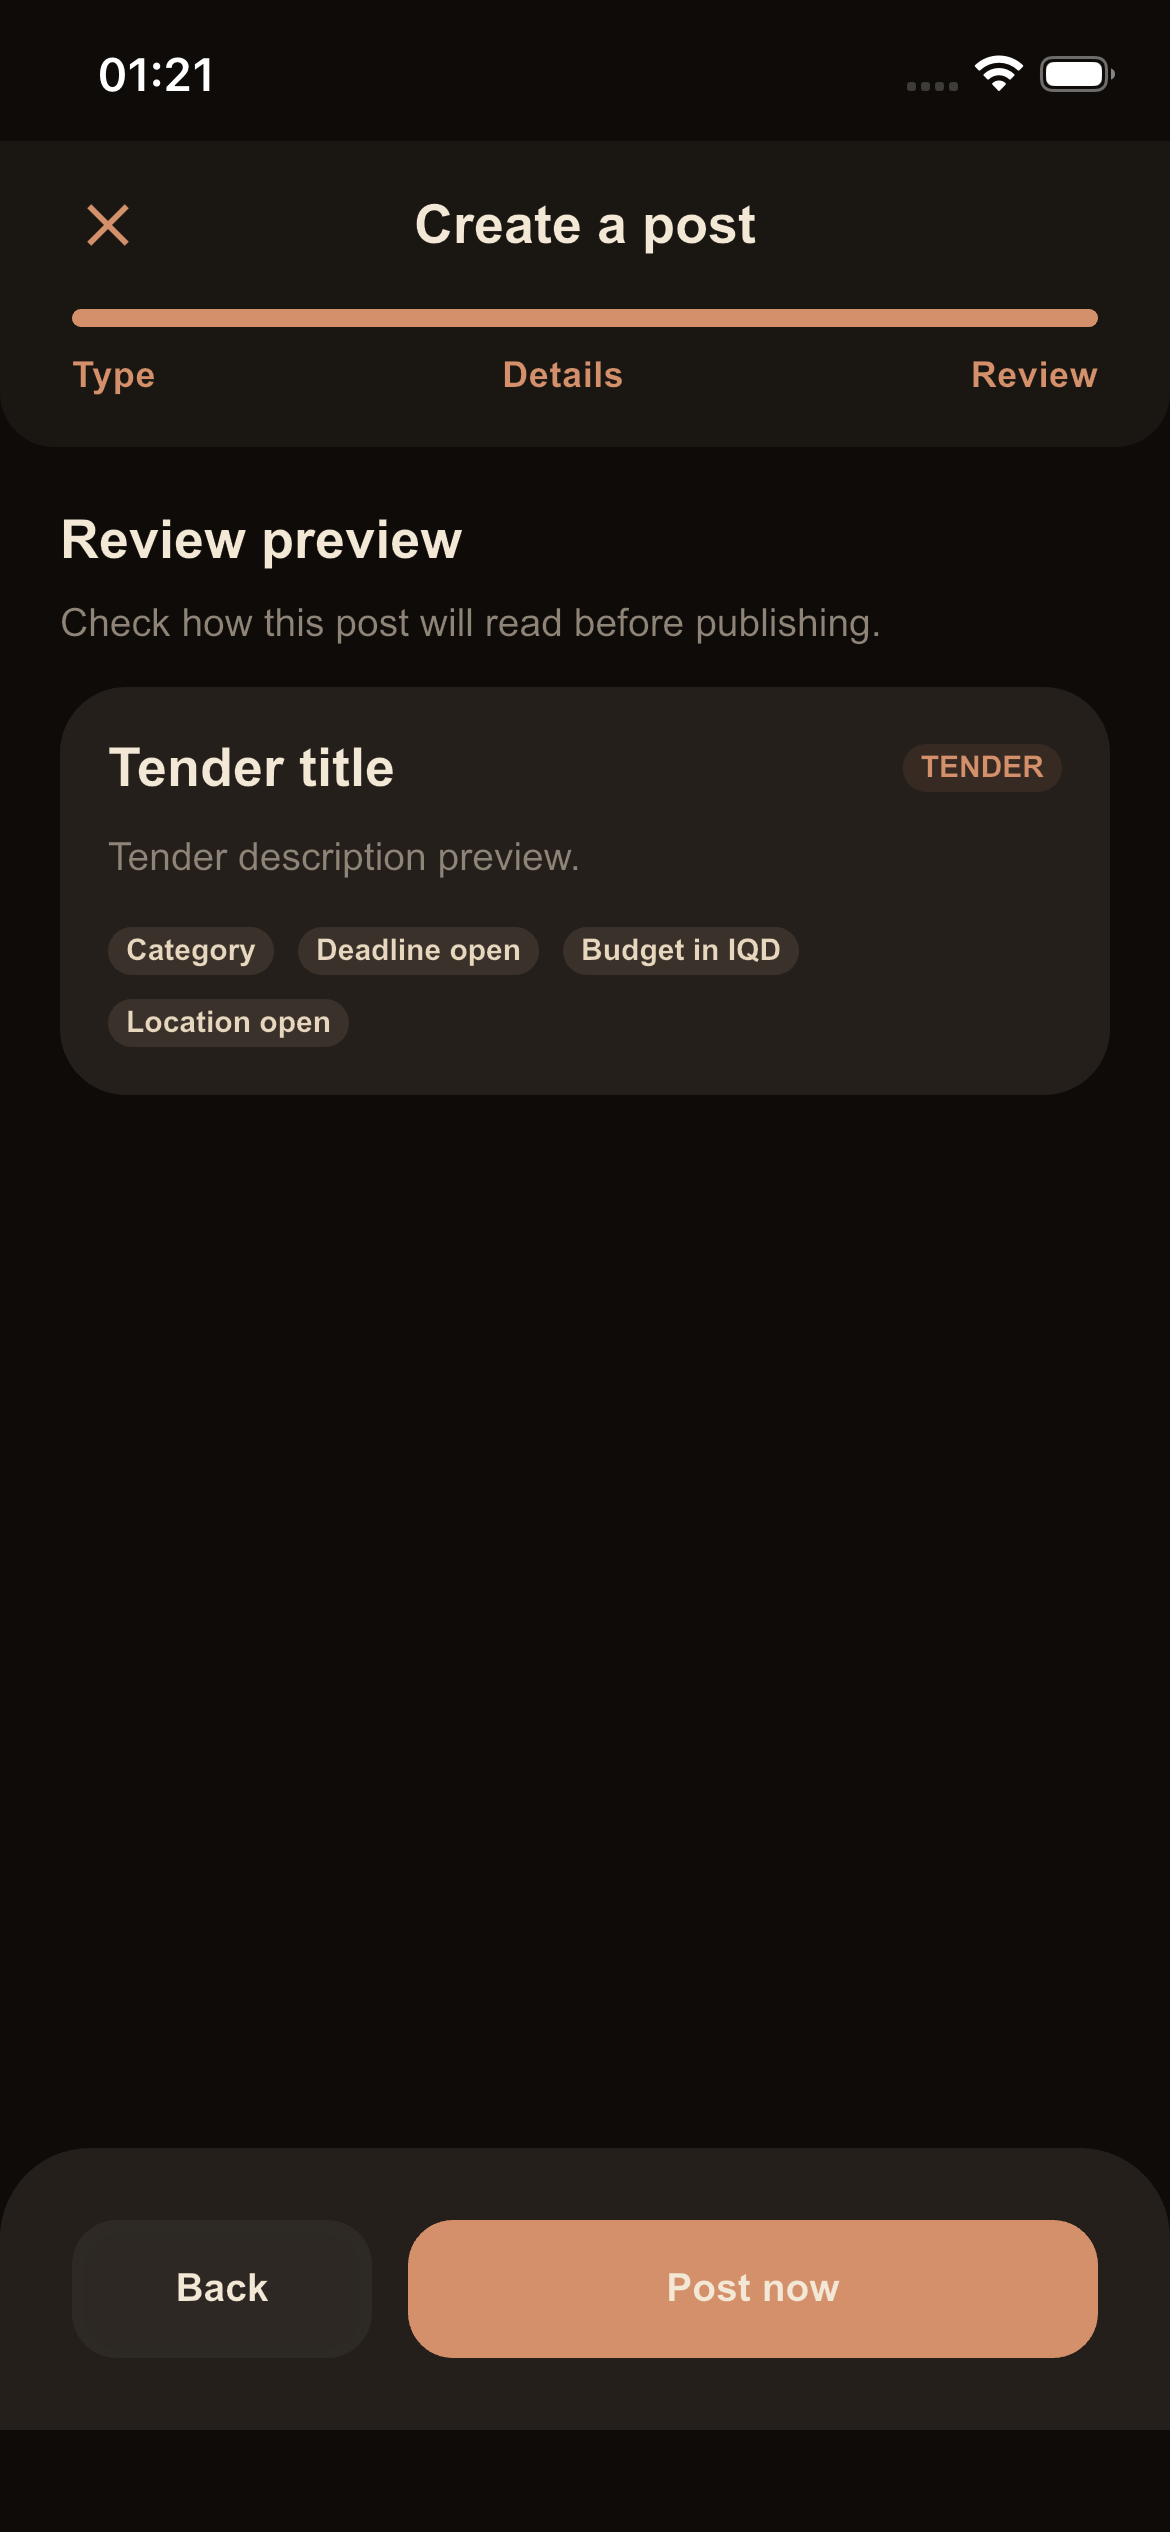 01:21
Create a post
Type Details Review
Review preview
Check how this post will read before publishing.
Tender title TENDER
Tender description preview.
Category Deadline open Budget in IQD
Location open
Back Post now